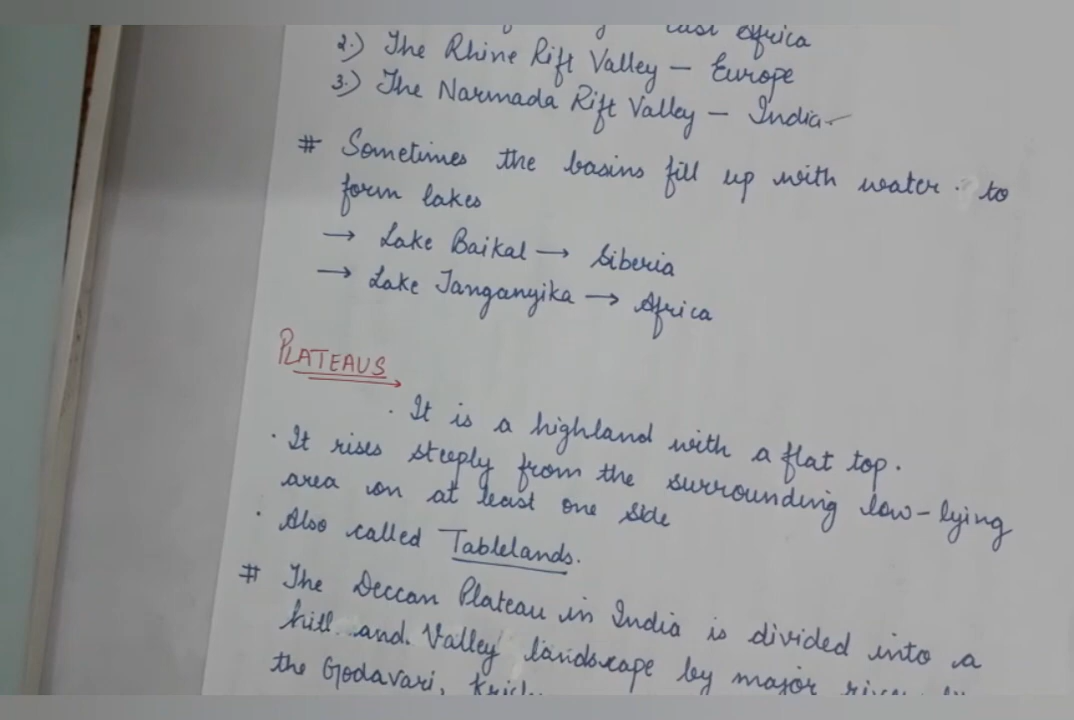 east Africa
2.) The Rhine Rift Valley — Europe
3.) The Narmada Rift Valley — India
# Sometimes the basins fill up with water to
form lakes
→ Lake Baikal → Siberia
→ Lake Tanganyika → Africa
PLATEAUS
· It is a highland with a flat top.
· It rises steeply from the surrounding low-lying
area on at least one side
· Also called Tablelands.
# The Deccan Plateau in India is divided into a
hill and Valley landscape by major
the Godavari,